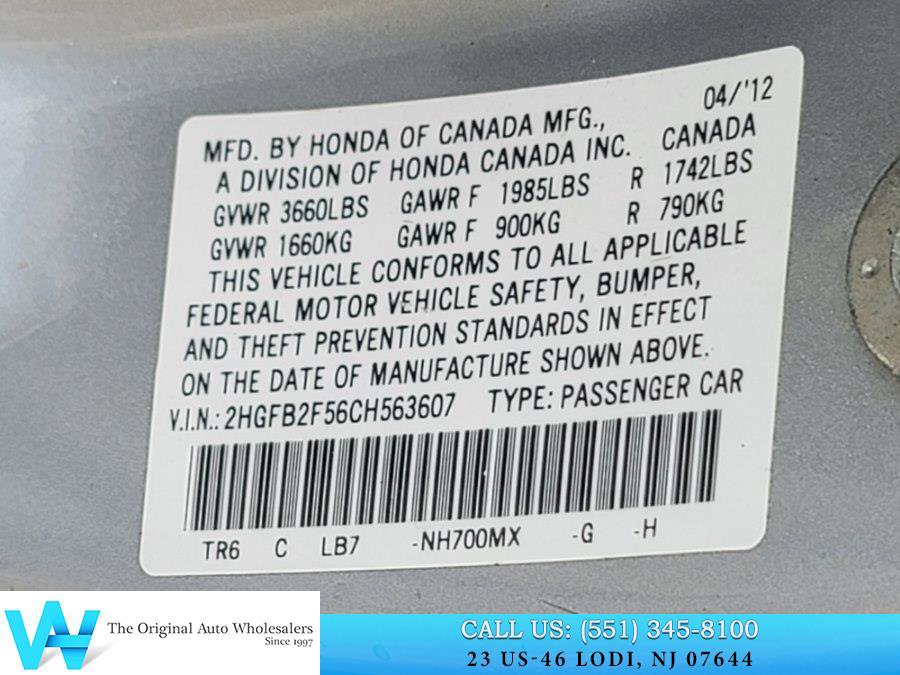 04/'12
MFD. BY HONDA OF CANADA MFG.,
A DIVISION OF HONDA CANADA INC. CANADA
GVWR 3660LBS GAWR F 1985LBS R 1742LBS
GVWR 1660KG GAWR F 900KG R 790KG
THIS VEHICLE CONFORMS TO ALL APPLICABLE
FEDERAL MOTOR VEHICLE SAFETY, BUMPER,
AND THEFT PREVENTION STANDARDS IN EFFECT
ON THE DATE OF MANUFACTURE SHOWN ABOVE.
V.I.N.: 2HGFB2F56CH563607 TYPE: PASSENGER CAR
TR6 C LB7 -NH700MX -G -H
W
The Original Auto Wholesalers
Since 1997
CALL US: (551) 345-8100
23 US-46 LODI, NJ 07644